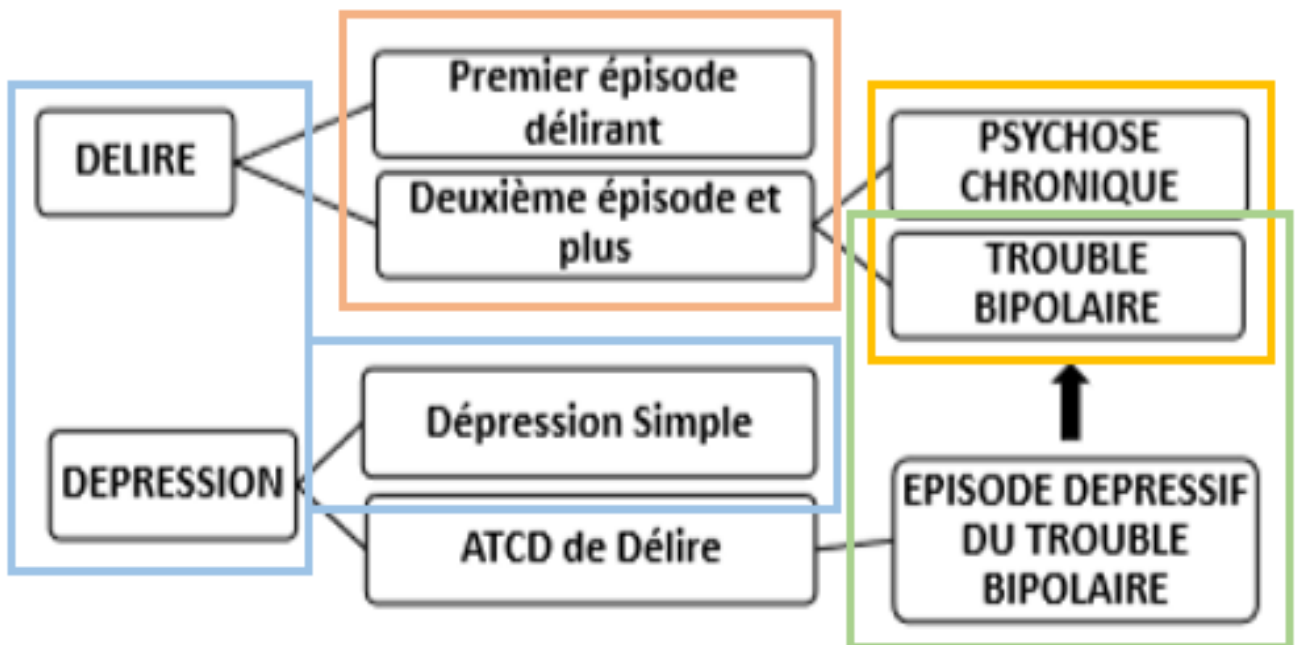 Premier épisode
délirant
DELIRE
Deuxième épisode et
plus
PSYCHOSE
CHRONIQUE
TROUBLE
BIPOLAIRE
Dépression Simple
DEPRESSION
ATCD de Délire
EPISODE DEPRESSIF
DU TROUBLE
BIPOLAIRE